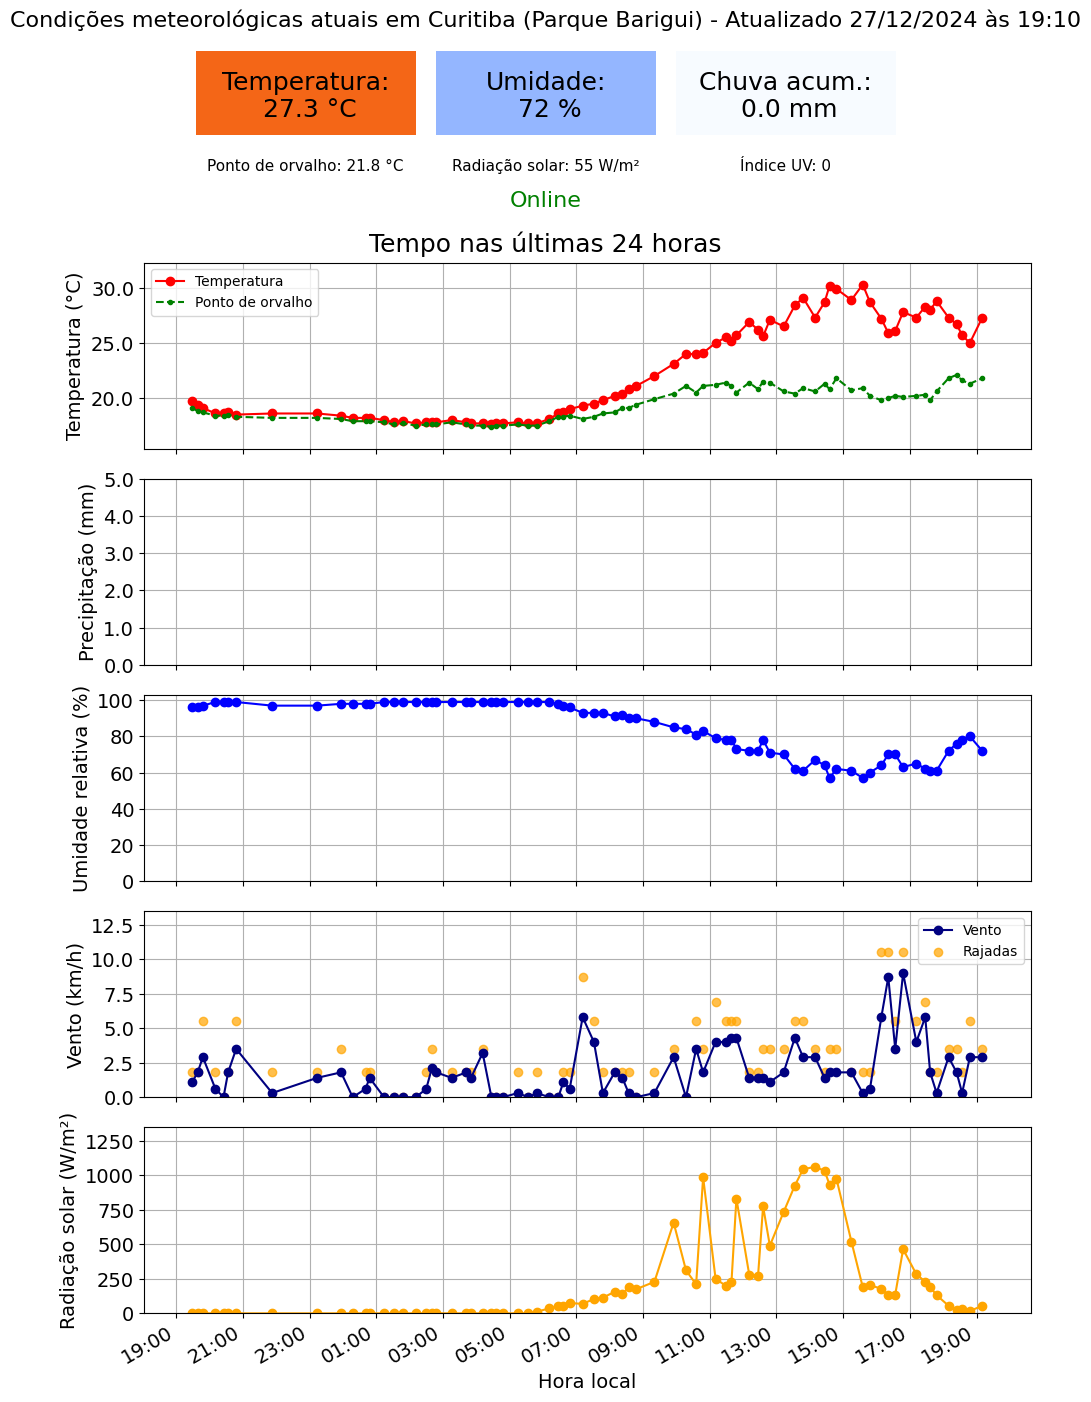 Condições meteorológicas atuais em Curitiba (Parque Barigui) - Atualizado 27/12/2024 às 19:10
Temperatura:
27.3 °C
Umidade:
72 %
Chuva acum.:
0.0 mm
Ponto de orvalho: 21.8 °C
Radiação solar: 55 W/m²
Índice UV: 0
Online
Tempo nas últimas 24 horas
Temperatura (°C)
30.0
25.0
20.0
Temperatura
Ponto de orvalho
Precipitação (mm)
5.0
4.0
3.0
2.0
1.0
0.0
Umidade relativa (%)
100
80
60
40
20
0
Vento (km/h)
12.5
10.0
7.5
5.0
2.5
0.0
Vento
Rajadas
Radiação solar (W/m²)
1250
1000
750
500
250
0
19:00
21:00
23:00
01:00
03:00
05:00
07:00
09:00
11:00
13:00
15:00
17:00
19:00
Hora local